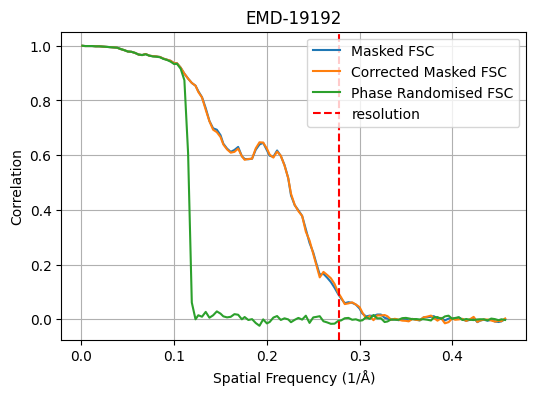 EMD-19192
1.0
0.8
0.6
0.4
0.2
0.0
Correlation
Masked FSC
Corrected Masked FSC
Phase Randomised FSC
resolution
0.0 0.1 0.2 0.3 0.4
Spatial Frequency (1/Å)